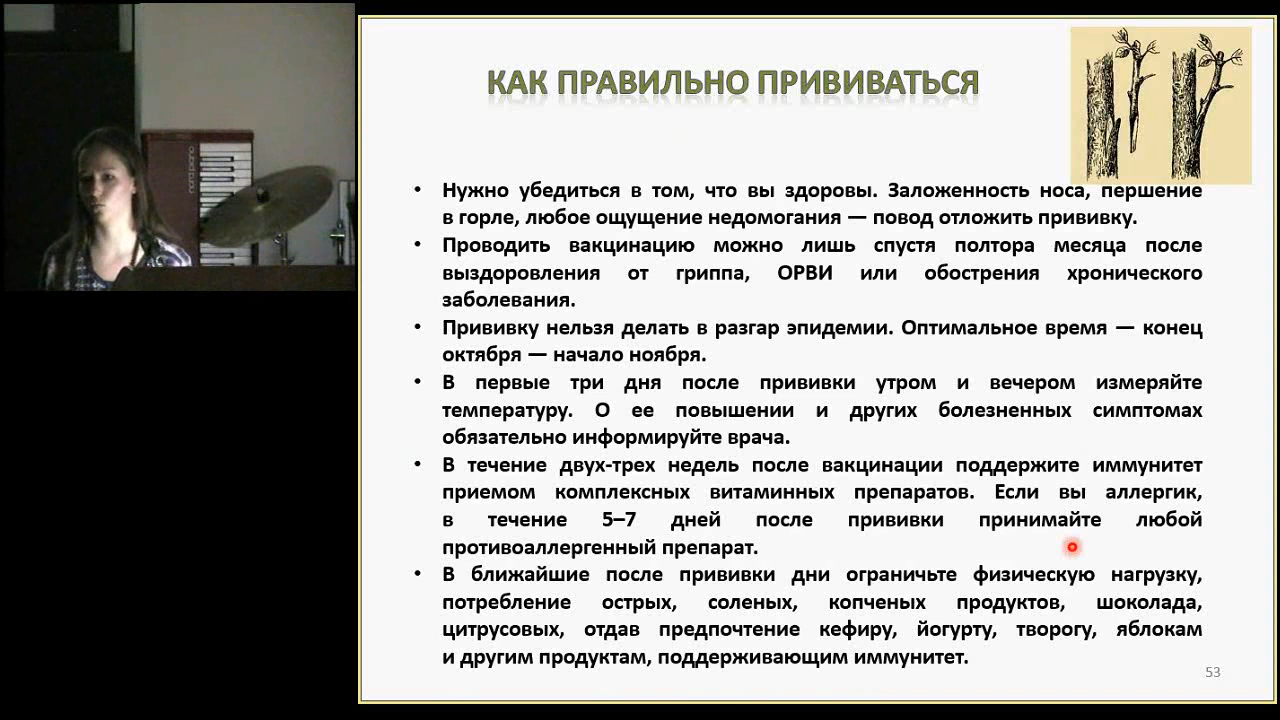 КАК ПРАВИЛЬНО ПРИВИВАТЬСЯ
• Нужно убедиться в том, что вы здоровы. Заложенность носа, першение
в горле, любое ощущение недомогания — повод отложить прививку.
• Проводить вакцинацию можно лишь спустя полтора месяца после
выздоровления от гриппа, ОРВИ или обострения хронического
заболевания.
• Прививку нельзя делать в разгар эпидемии. Оптимальное время — конец
октября — начало ноября.
• В первые три дня после прививки утром и вечером измеряйте
температуру. О ее повышении и других болезненных симптомах
обязательно информируйте врача.
• В течение двух-трех недель после вакцинации поддержите иммунитет
приемом комплексных витаминных препаратов. Если вы аллергик,
в течение 5–7 дней после прививки принимайте любой
противоаллергенный препарат.
• В ближайшие после прививки дни ограничьте физическую нагрузку,
потребление острых, соленых, копченых продуктов, шоколада,
цитрусовых, отдав предпочтение кефиру, йогурту, творогу, яблокам
и другим продуктам, поддерживающим иммунитет.
53
nord piano